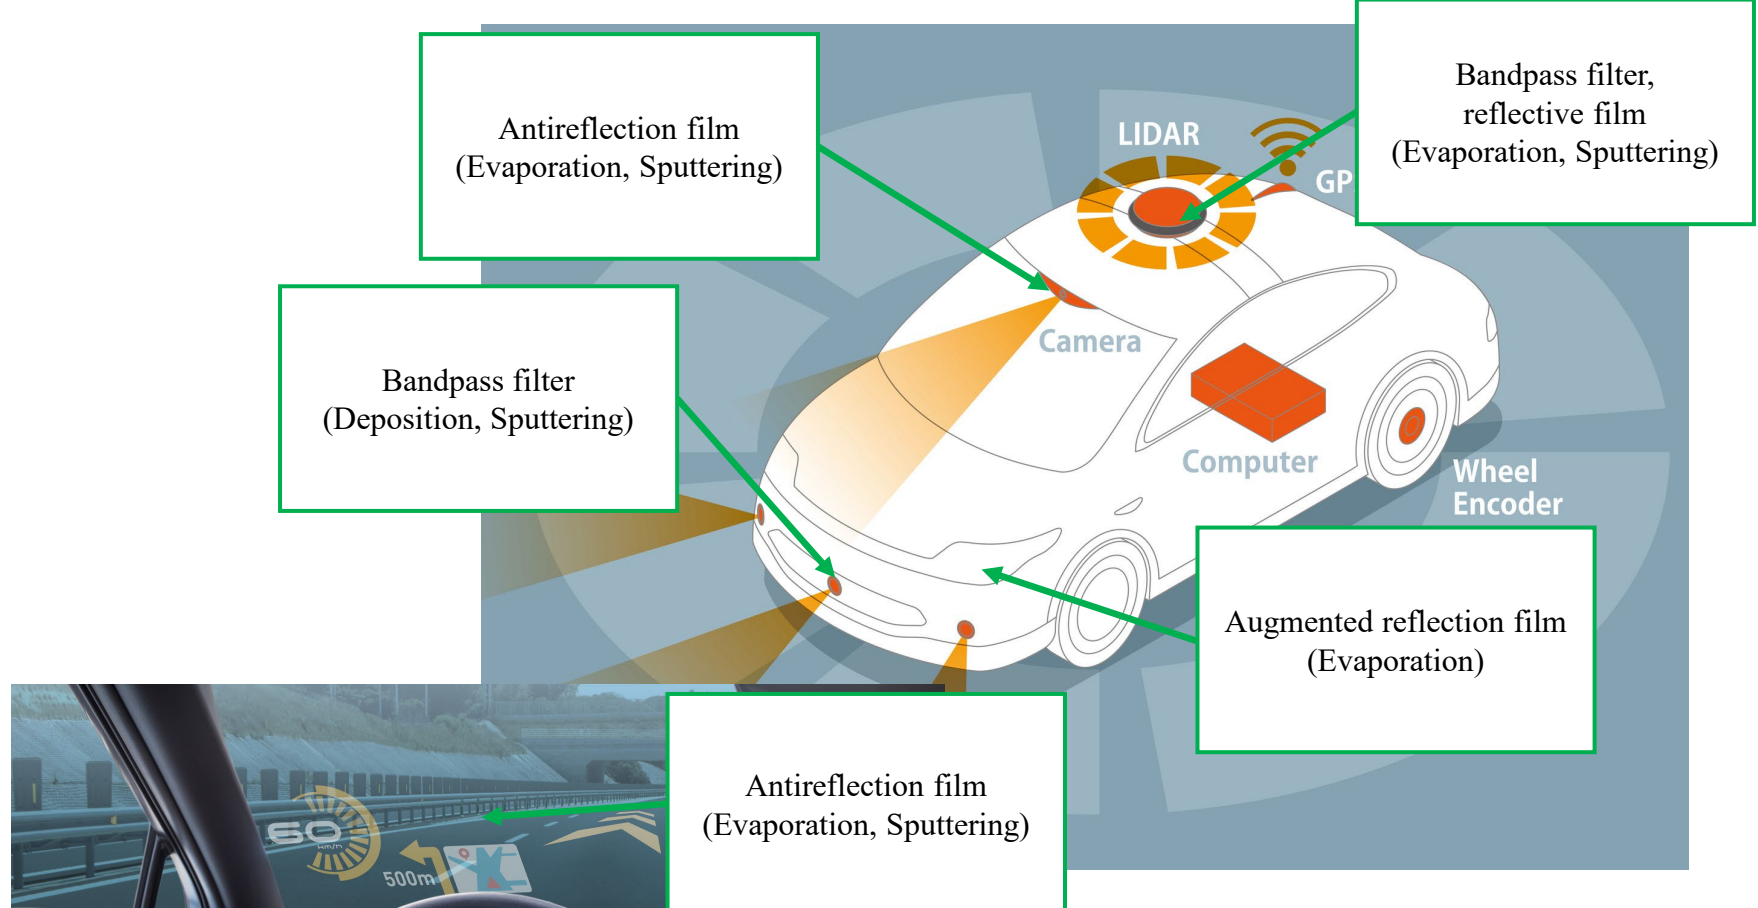 Antireflection film
(Evaporation, Sputtering)
Bandpass filter,
reflective film
(Evaporation, Sputtering)
LIDAR
GP
Camera
Bandpass filter
(Deposition, Sputtering)
Computer
Wheel
Encoder
Augmented reflection film
(Evaporation)
Antireflection film
(Evaporation, Sputtering)
60
km/h
500m